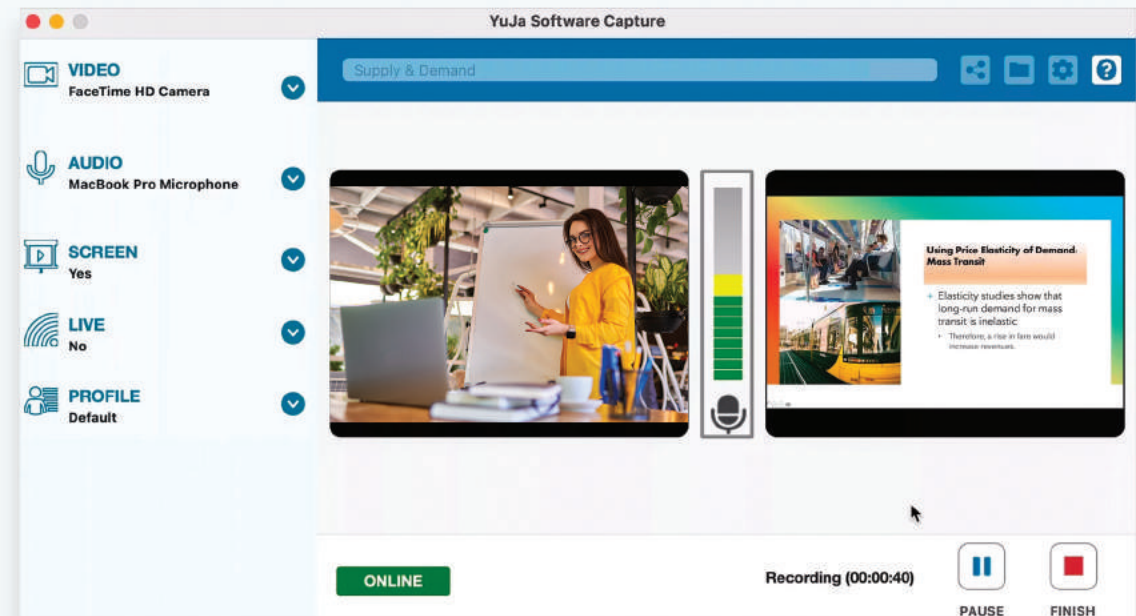 YuJa Software Capture
VIDEO
FaceTime HD Camera
AUDIO
MacBook Pro Microphone
SCREEN
Yes
LIVE
No
PROFILE
Default
Supply & Demand
Using Price Elasticity of Demand:
Mass Transit
+ Elasticity studies show that
long-run demand for mass
transit is inelastic
• Therefore, a rise in fare would
increase revenues.
ONLINE
Recording (00:00:40)
PAUSE
FINISH